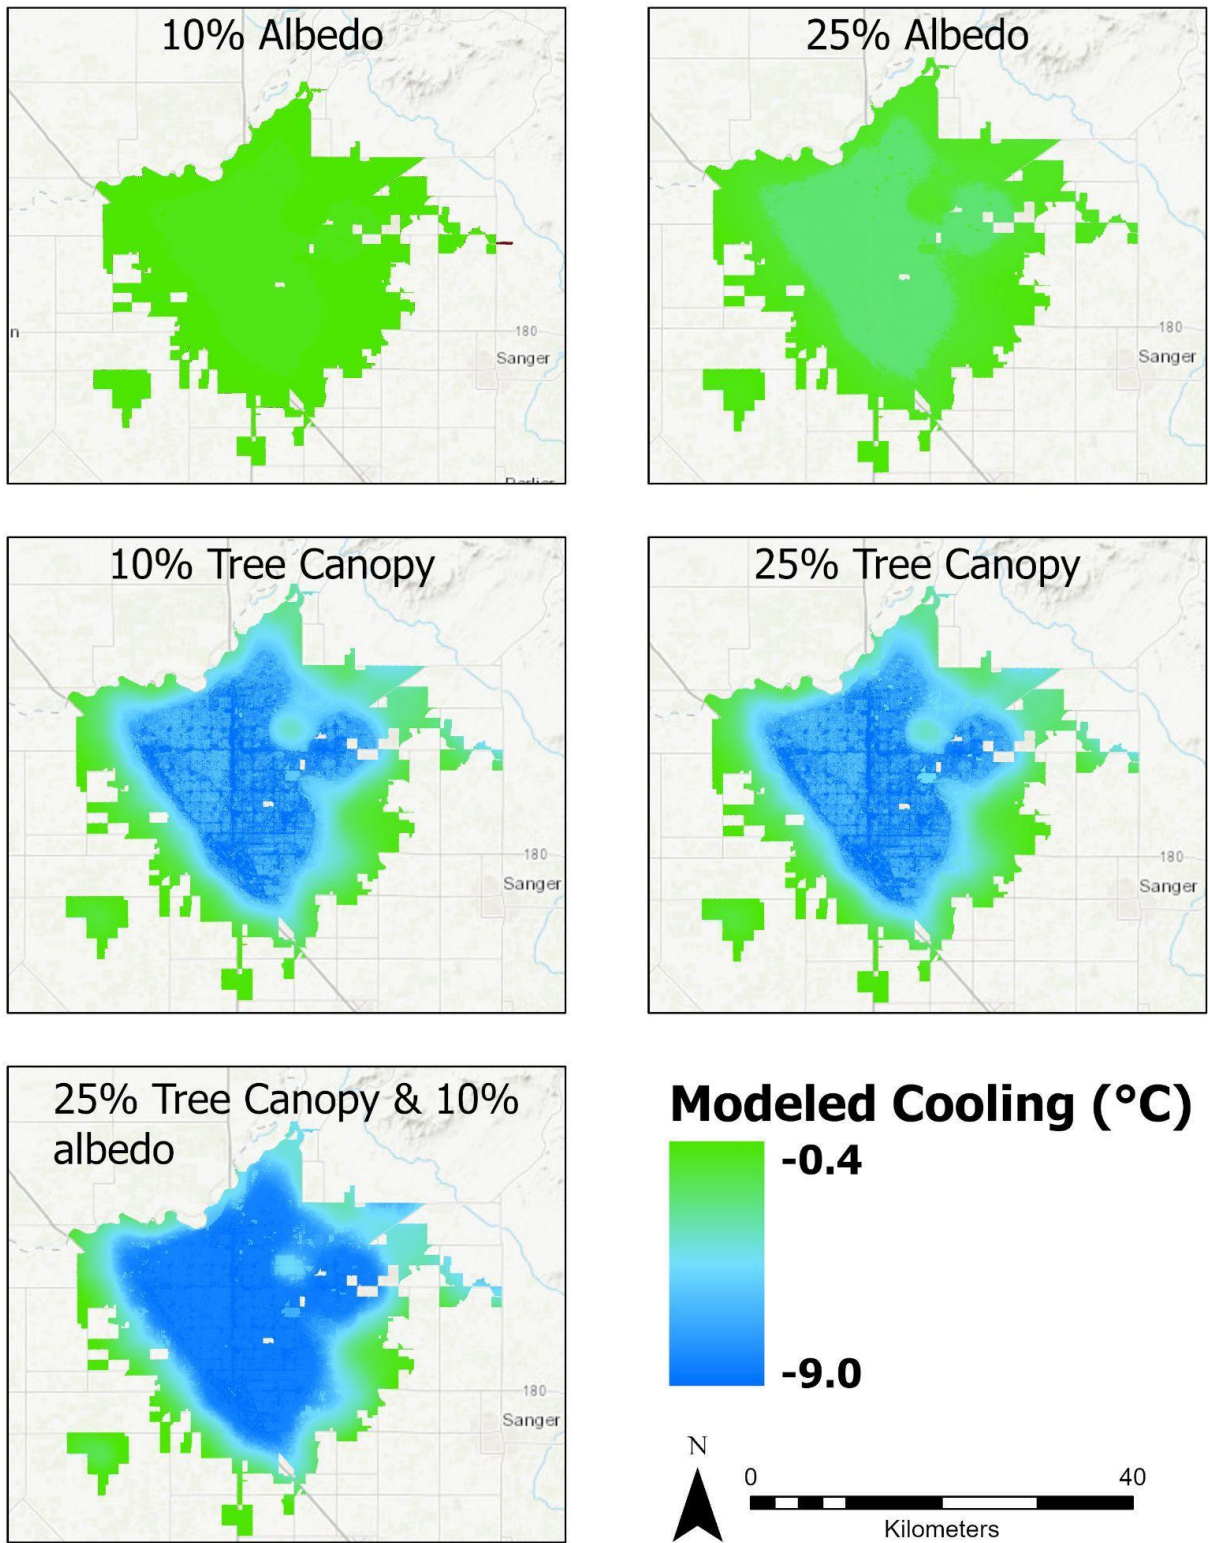 10% Albedo
25% Albedo
n
180
Sanger
180
Sanger
10% Tree Canopy
25% Tree Canopy
180
Sanger
180
Sanger
25% Tree Canopy & 10%
albedo
180
Sanger
Modeled Cooling (°C)
-0.4
-9.0
N
0
40
Kilometers